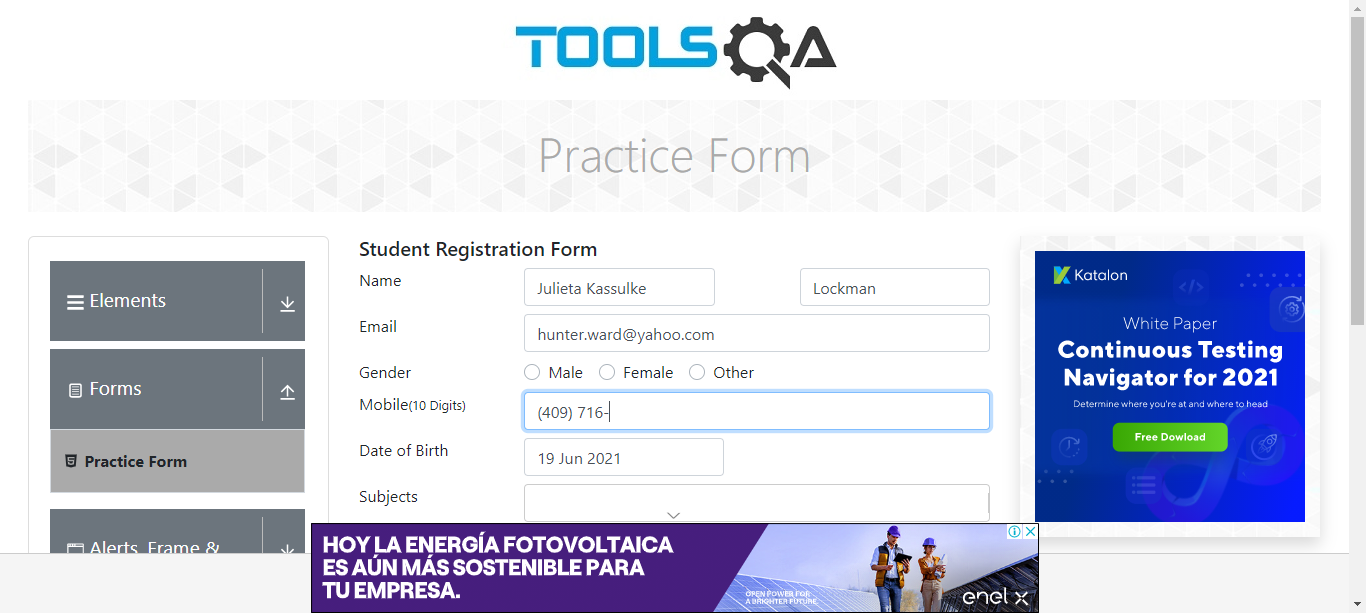 TOOLSQA
Practice Form
Elements
Forms
Practice Form
Alerts, Frame &
Student Registration Form
Name
Julieta Kassulke
Lockman
Email
hunter.ward@yahoo.com
Gender
Male
Female
Other
Mobile(10 Digits)
(409) 716-
Date of Birth
19 Jun 2021
Subjects
Katalon
White Paper
Continuous Testing
Navigator for 2021
Determine where you're at and where to head
Free Dowload
HOY LA ENERGÍA FOTOVOLTAICA
ES AÚN MÁS SOSTENIBLE PARA
TU EMPRESA.
OPEN POWER FOR
A BRIGHTER FUTURE
enel x